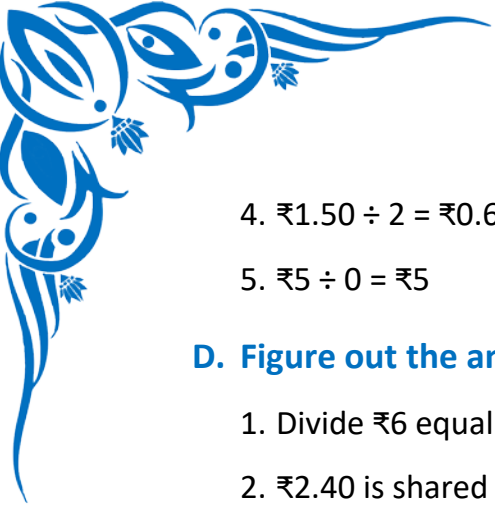 4. ₹1.50 ÷ 2 = ₹0.6
5. ₹5 ÷ 0 = ₹5
D. Figure out the ar
1. Divide ₹6 equal
2. ₹2.40 is shared